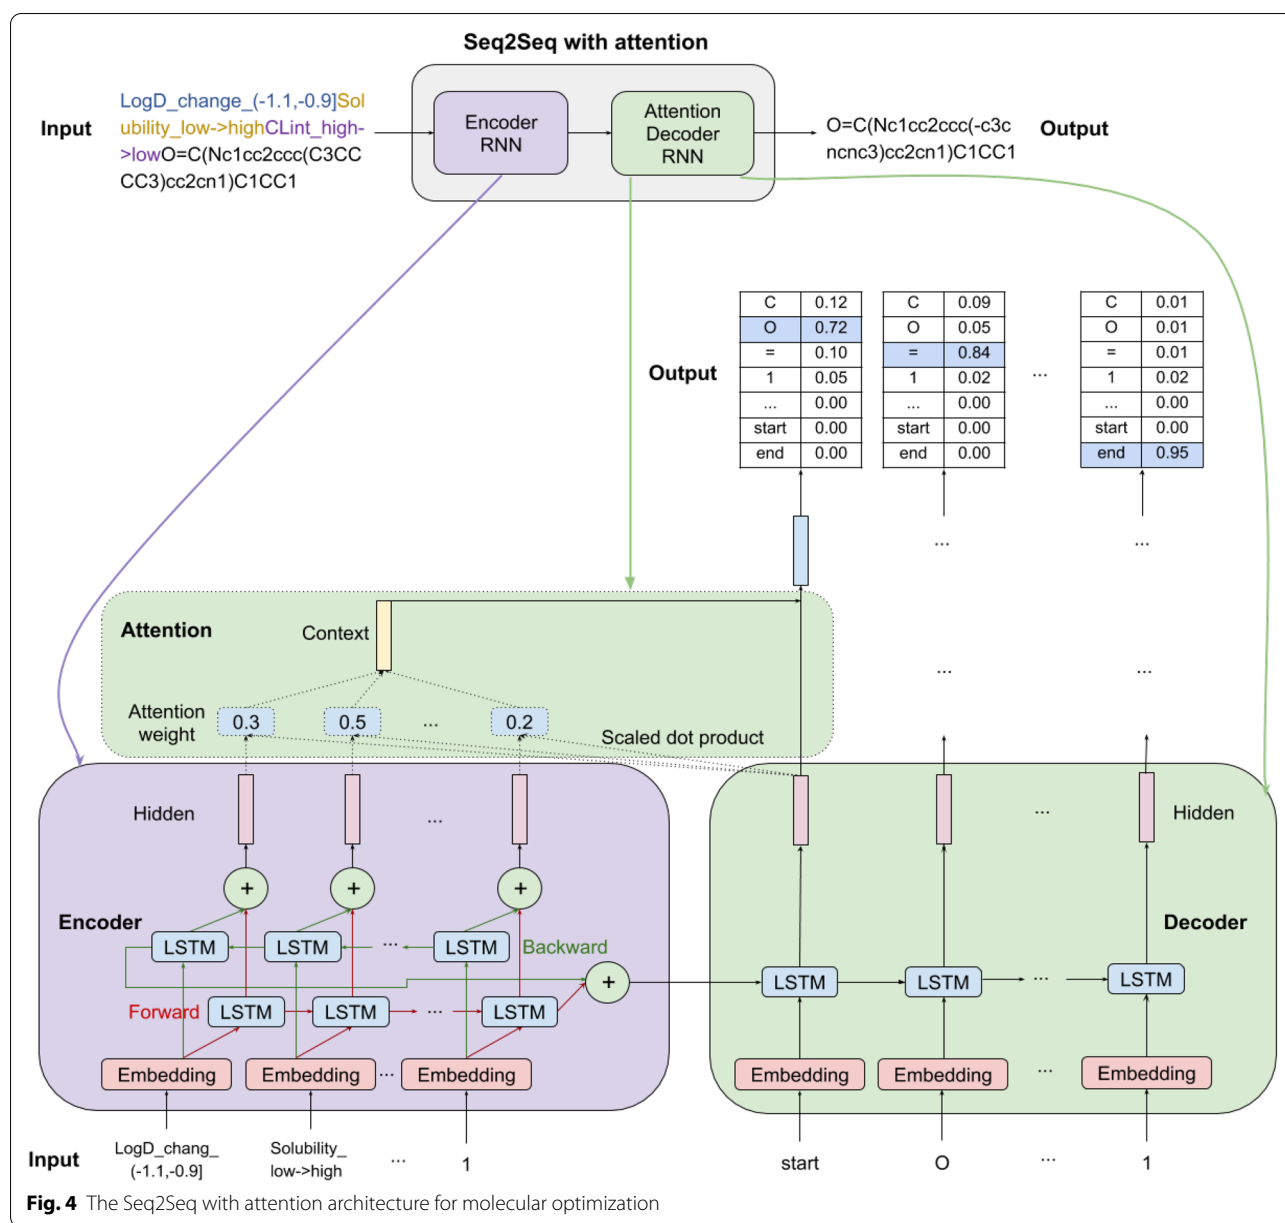 Seq2Seq with attention
Input
LogD_change_(-1.1,-0.9]Sol
ubility_low->highCLint_high-
>lowO=C(Nc1cc2ccc(C3CC
CC3)cc2cn1)C1CC1
Encoder
RNN
Attention
Decoder
RNN
O=C(Nc1cc2ccc(-c3c
ncnc3)cc2cn1)C1CC1
Output
Output
C 0.12
O 0.72
= 0.10
1 0.05
... 0.00
start 0.00
end 0.00
C 0.09
O 0.05
= 0.84
1 0.02
... 0.00
start 0.00
end 0.00
...
C 0.01
O 0.01
= 0.01
1 0.02
... 0.00
start 0.00
end 0.95
... ...
Attention
Context
... ...
Attention
weight
0.3 0.5 ... 0.2
Scaled dot product
Hidden
...
... Hidden
+ + +
Encoder
Decoder
LSTM LSTM ... LSTM
Backward
+
LSTM LSTM ... LSTM
Forward
LSTM LSTM ... LSTM
Embedding Embedding ... Embedding
Embedding Embedding ... Embedding
Input
LogD_chang_
(-1.1,-0.9]
Solubility_
low->high
... 1
start O ... 1
Fig. 4 The Seq2Seq with attention architecture for molecular optimization